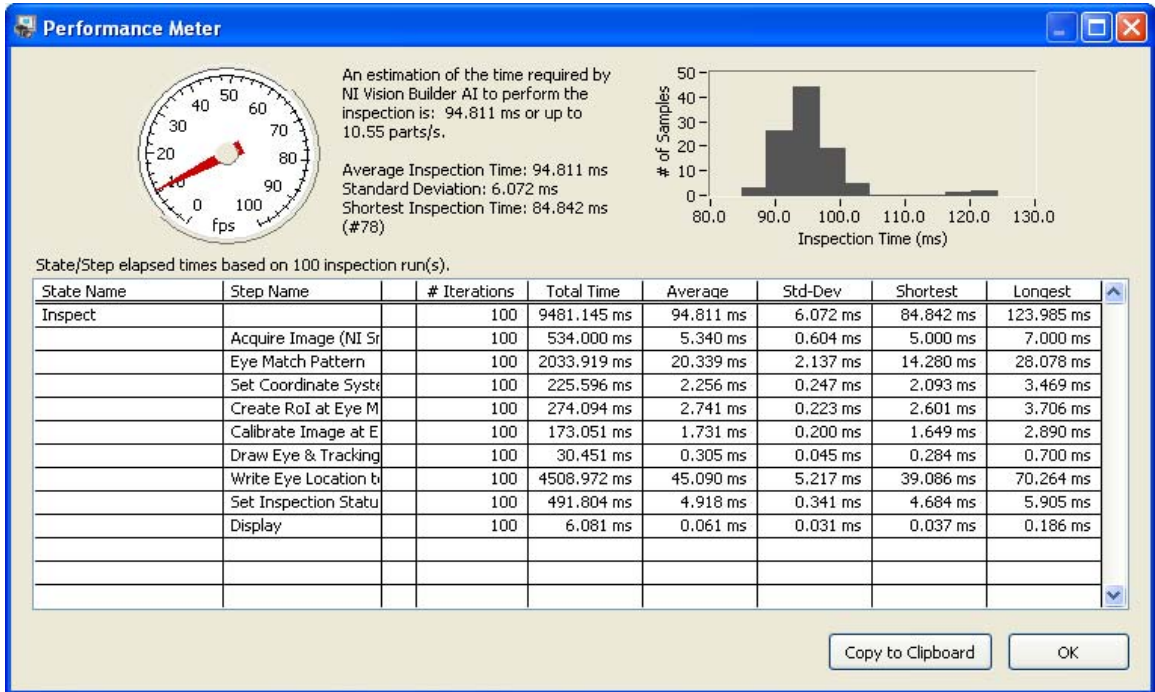 Performance Meter
0 10 20 30 40 50 60 70 80 90 100
fps
An estimation of the time required by
NI Vision Builder AI to perform the
inspection is: 94.811 ms or up to
10.55 parts/s.
Average Inspection Time: 94.811 ms
Standard Deviation: 6.072 ms
Shortest Inspection Time: 84.842 ms
(#78)
# of Samples
50
40
30
20
10
0
80.0 90.0 100.0 110.0 120.0 130.0
Inspection Time (ms)
State/Step elapsed times based on 100 inspection run(s).
State Name Step Name # Iterations Total Time Average Std-Dev Shortest Longest
Inspect 100 9481.145 ms 94.811 ms 6.072 ms 84.842 ms 123.985 ms
Acquire Image (NI Sr 100 534.000 ms 5.340 ms 0.604 ms 5.000 ms 7.000 ms
Eye Match Pattern 100 2033.919 ms 20.339 ms 2.137 ms 14.280 ms 28.078 ms
Set Coordinate Syste 100 225.596 ms 2.256 ms 0.247 ms 2.093 ms 3.469 ms
Create RoI at Eye M 100 274.094 ms 2.741 ms 0.223 ms 2.601 ms 3.706 ms
Calibrate Image at E 100 173.051 ms 1.731 ms 0.200 ms 1.649 ms 2.890 ms
Draw Eye & Tracking 100 30.451 ms 0.305 ms 0.045 ms 0.284 ms 0.700 ms
Write Eye Location t 100 4508.972 ms 45.090 ms 5.217 ms 39.086 ms 70.264 ms
Set Inspection Statu 100 491.804 ms 4.918 ms 0.341 ms 4.684 ms 5.905 ms
Display 100 6.081 ms 0.061 ms 0.031 ms 0.037 ms 0.186 ms
Copy to Clipboard OK